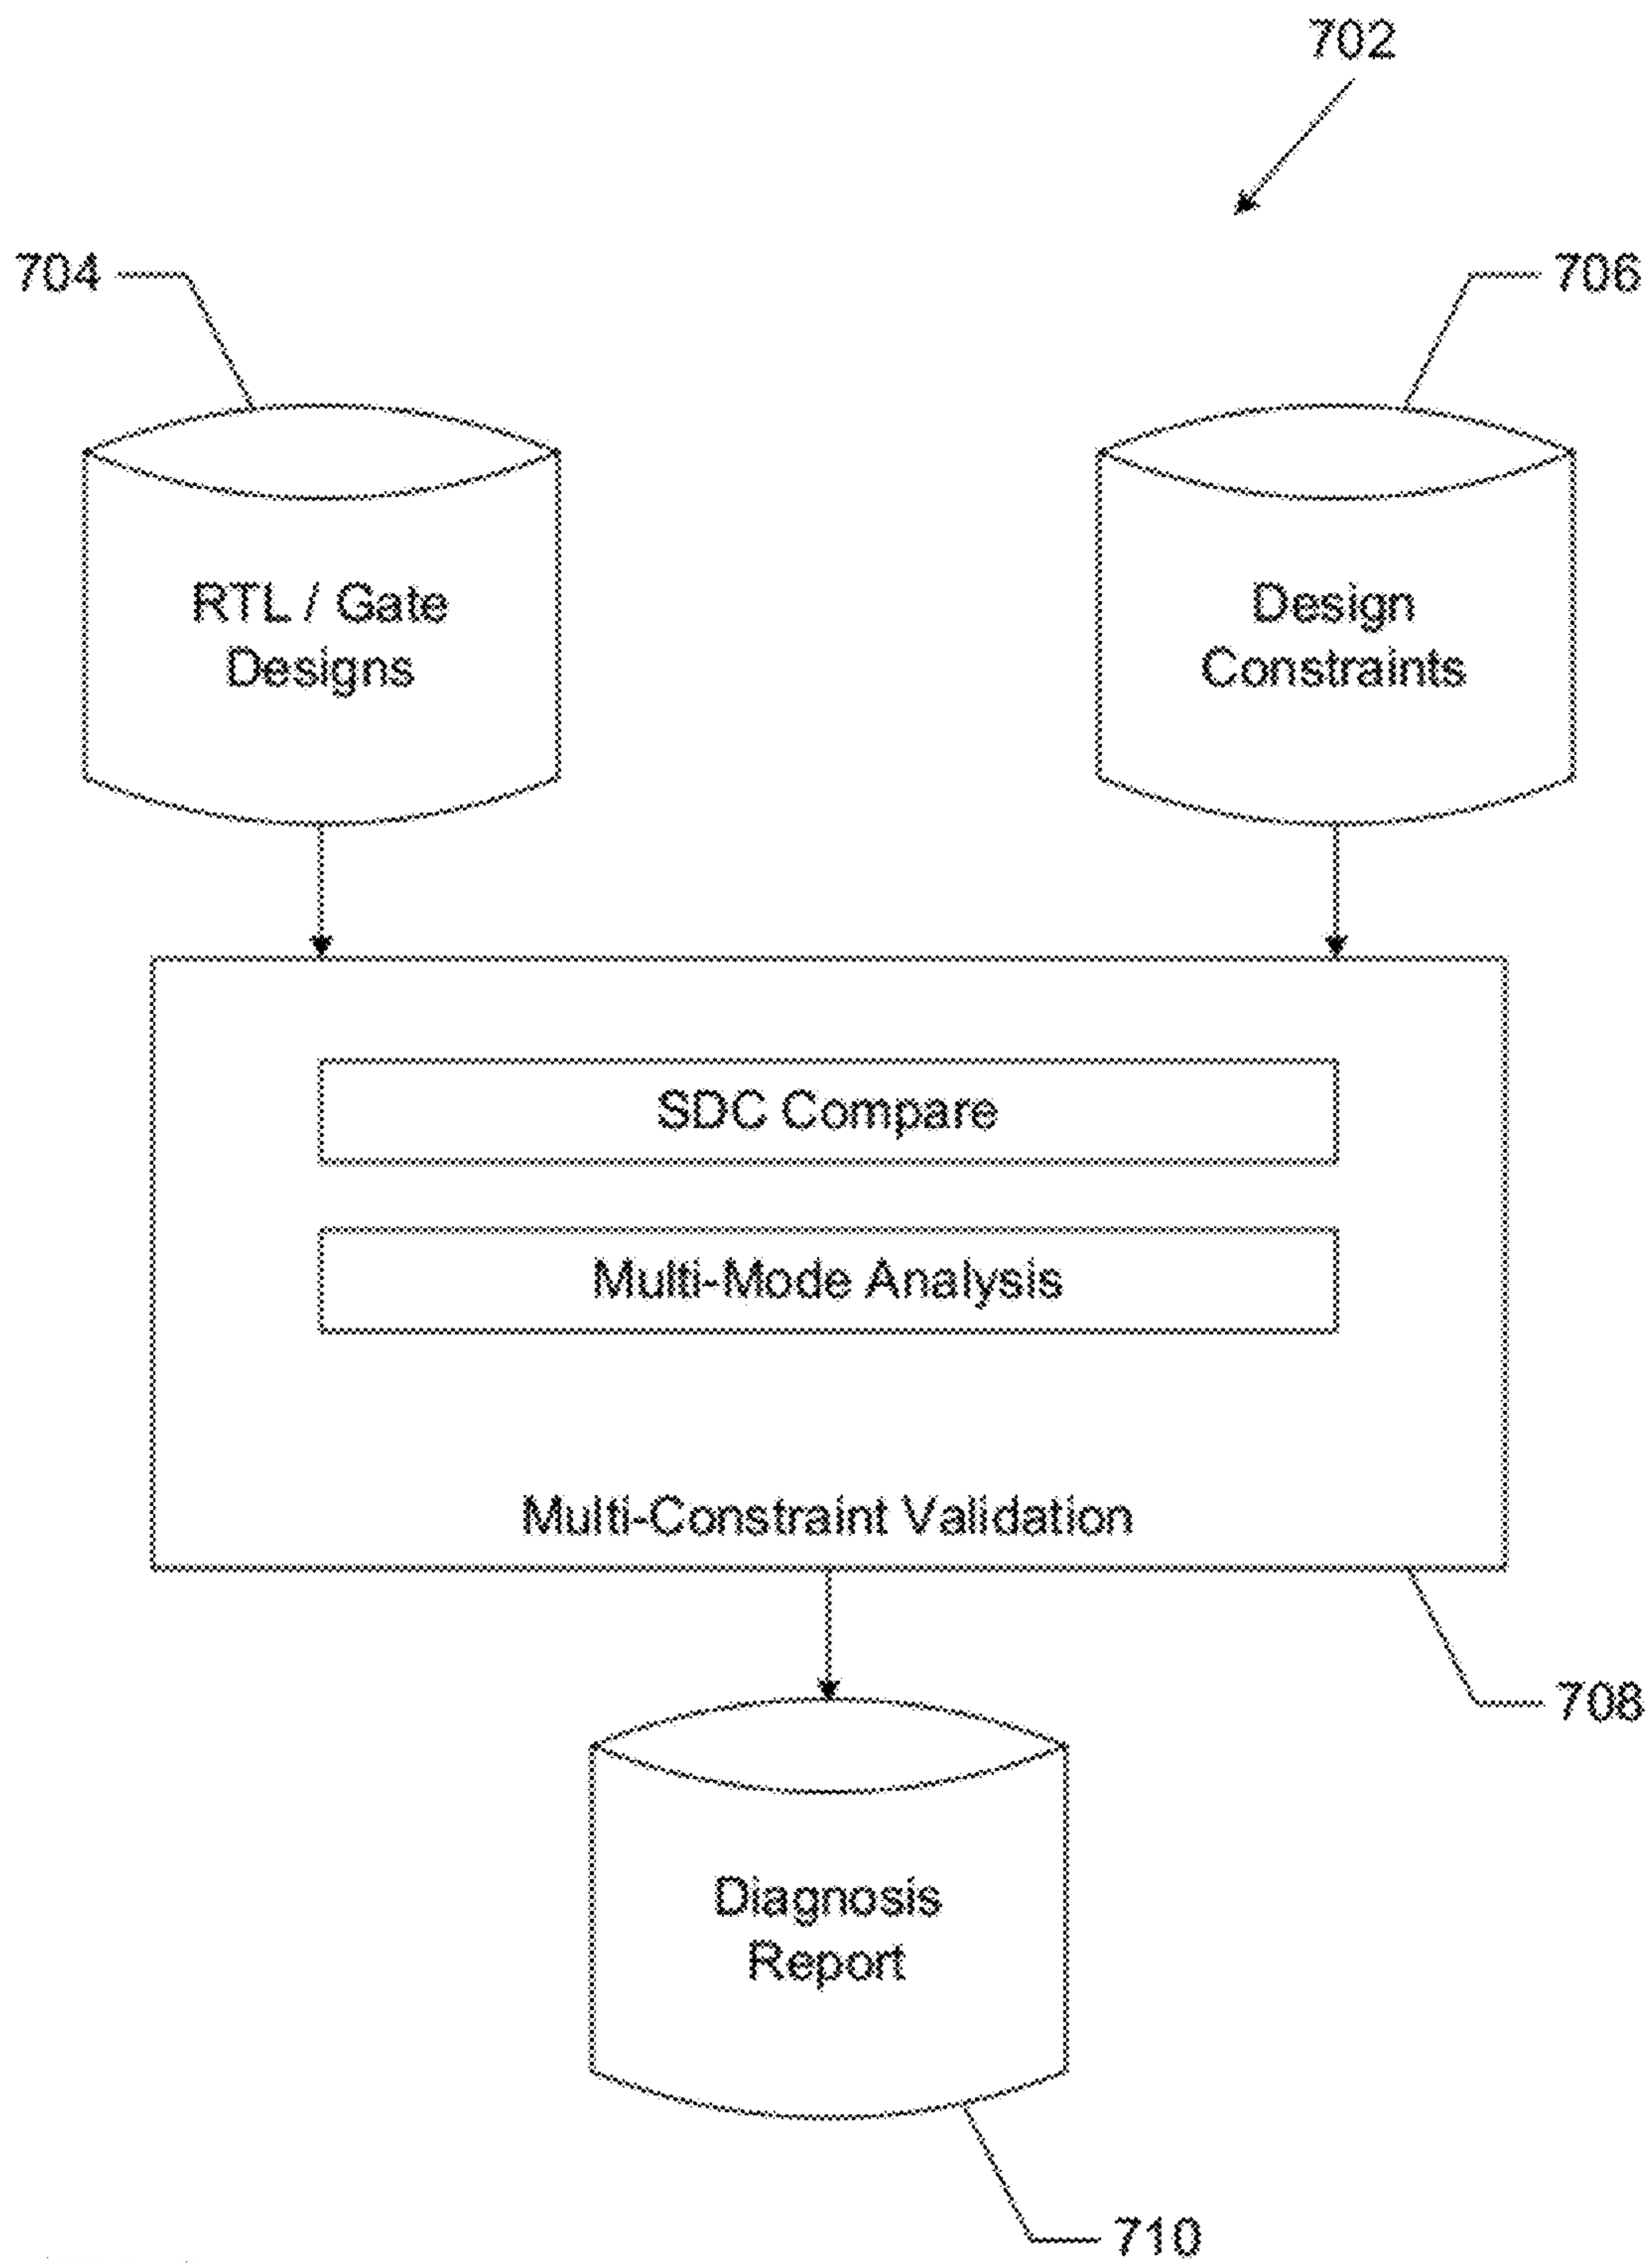 702
704
706
RTL / Gate
Designs
Design
Constraints
SDC Compare
Multi-Mode Analysis
Multi-Constraint Validation
708
Diagnosis
Report
710